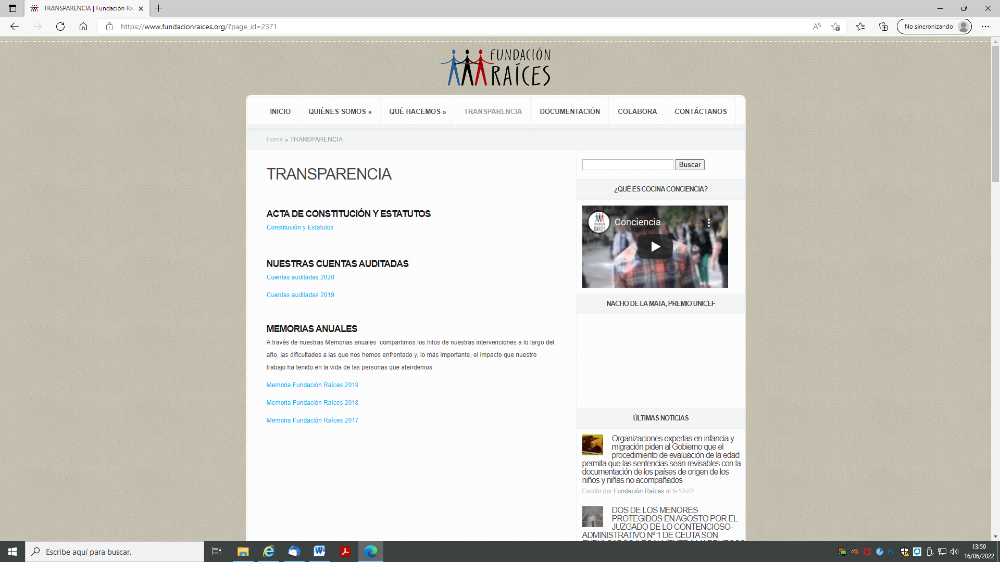 TRANSPARENCIA | Fundación Ra
https://www.fundacionraices.org/?page_id=2371
No sincronizando
FUNDACIÓN
RAÍCES
INICIO
QUIÉNES SOMOS »
QUÉ HACEMOS »
TRANSPARENCIA
DOCUMENTACIÓN
COLABORA
CONTÁCTANOS
Home » TRANSPARENCIA
TRANSPARENCIA
ACTA DE CONSTITUCIÓN Y ESTATUTOS
Constitución y Estatutos
NUESTRAS CUENTAS AUDITADAS
Cuentas auditadas 2020
Cuentas auditadas 2019
MEMORIAS ANUALES
A través de nuestras Memorias anuales compartimos los hitos de nuestras intervenciones a lo largo del
año, las dificultades a las que nos hemos enfrentado y, lo más importante, el impacto que nuestro
trabajo ha tenido en la vida de las personas que atendemos:
Memoria Fundación Raíces 2019
Memoria Fundación Raíces 2018
Memoria Fundación Raíces 2017
Buscar
¿QUÉ ES COCINA CONCIENCIA?
FUNDACIÓN
RAÍCES
Conciencia
NACHO DE LA MATA, PREMIO UNICEF
ÚLTIMAS NOTICIAS
Organizaciones expertas en infancia y
migración piden al Gobierno que el
procedimiento de evaluación de la edad
permita que las sentencias sean revisables con la
documentación de los países de origen de los
niños y niñas no acompañados
Escrito por Fundación Raíces el 5-12-22
DOS DE LOS MENORES
PROTEGIDOS EN AGOSTO POR EL
JUZGADO DE LO CONTENCIOSO-
ADMINISTRATIVO Nº 1 DE CEUTA SON
EXPULSADOS ILEGALMENTE A MARRUECOS
Escribe aquí para buscar.
13:59
16/06/2022